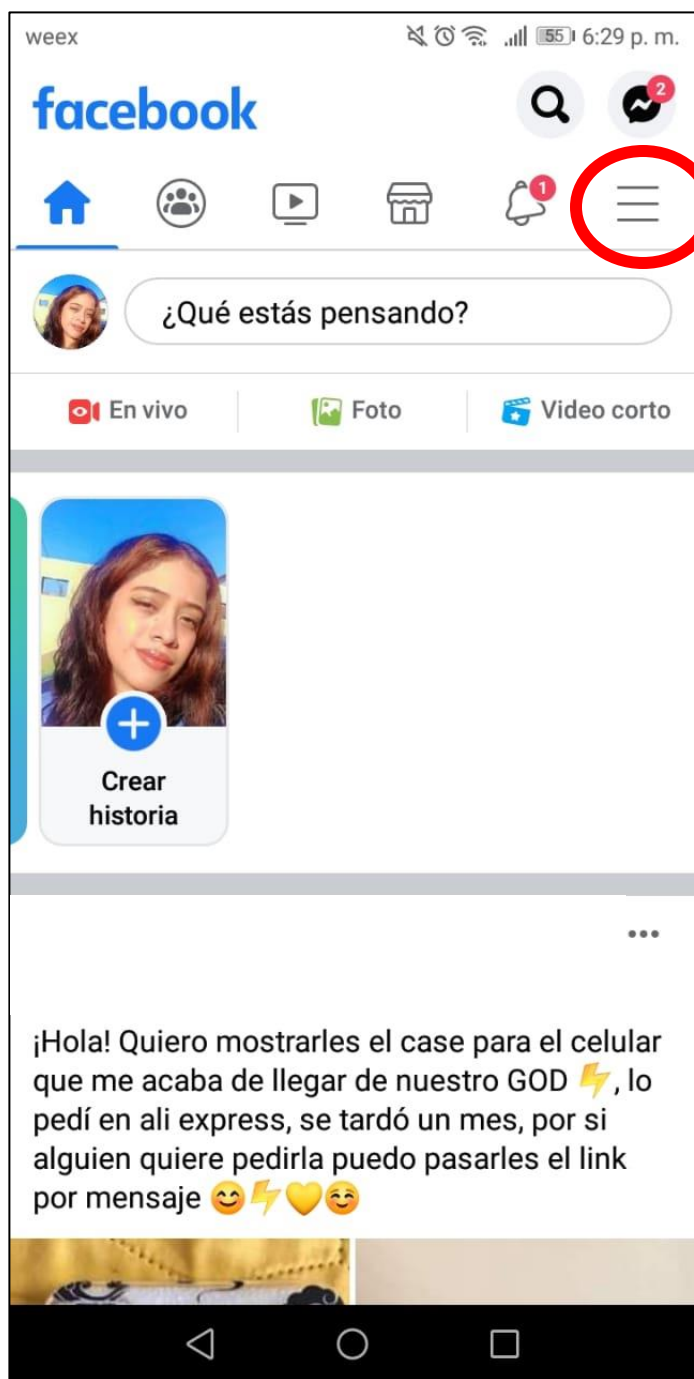 weex 55 6:29 p. m.
facebook
2
1
¿Qué estás pensando?
En vivo Foto Video corto
Crear
historia
¡Hola! Quiero mostrarles el case para el celular
que me acaba de llegar de nuestro GOD ⚡, lo
pedí en ali express, se tardó un mes, por si
alguien quiere pedirla puedo pasarles el link
por mensaje 😊⚡💛☺️